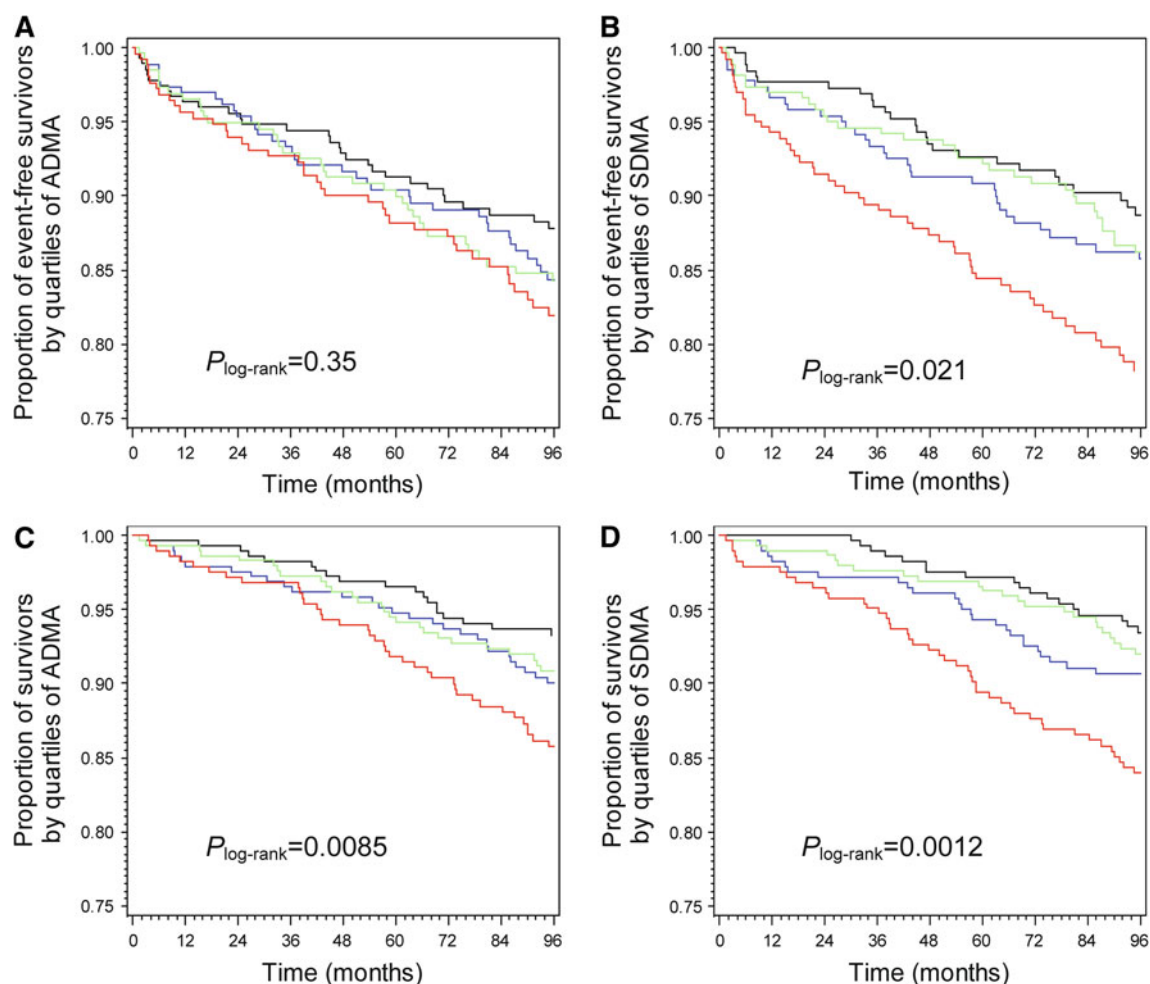 A
Proportion of event-free survivors
by quartiles of ADMA
1.00
0.95
0.90
0.85
0.80
0.75
P log-rank=0.35
0 12 24 36 48 60 72 84 96
Time (months)
B
Proportion of event-free survivors
by quartiles of SDMA
1.00
0.95
0.90
0.85
0.80
0.75
P log-rank=0.021
0 12 24 36 48 60 72 84 96
Time (months)
C
Proportion of survivors
by quartiles of ADMA
1.00
0.95
0.90
0.85
0.80
0.75
P log-rank=0.0085
0 12 24 36 48 60 72 84 96
Time (months)
D
Proportion of survivors
by quartiles of SDMA
1.00
0.95
0.90
0.85
0.80
0.75
P log-rank=0.0012
0 12 24 36 48 60 72 84 96
Time (months)